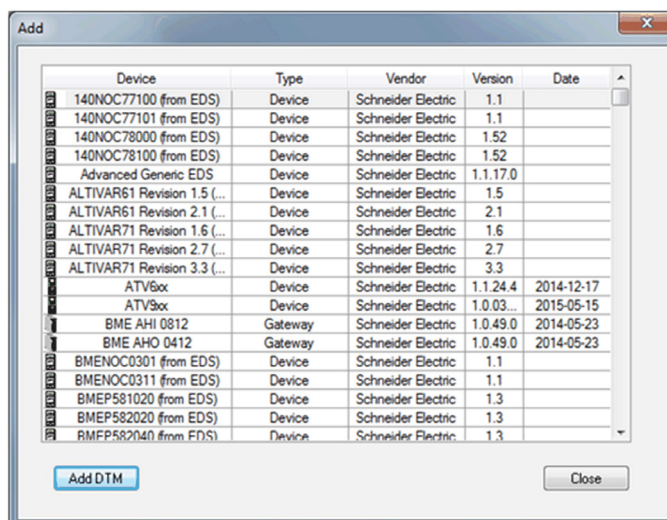 Add
Device Type Vendor Version Date
140NOC77100 (from EDS) Device Schneider Electric 1.1
140NOC77101 (from EDS) Device Schneider Electric 1.1
140NOC78000 (from EDS) Device Schneider Electric 1.52
140NOC78100 (from EDS) Device Schneider Electric 1.52
Advanced Generic EDS Device Schneider Electric 1.1.17.0
ALTIVAR61 Revision 1.5 (... Device Schneider Electric 1.5
ALTIVAR61 Revision 2.1 (... Device Schneider Electric 2.1
ALTIVAR71 Revision 1.6 (... Device Schneider Electric 1.6
ALTIVAR71 Revision 2.7 (... Device Schneider Electric 2.7
ALTIVAR71 Revision 3.3 (... Device Schneider Electric 3.3
ATV6xx Device Schneider Electric 1.1.24.4 2014-12-17
ATV9xx Device Schneider Electric 1.0.03... 2015-05-15
BME AHI 0812 Gateway Schneider Electric 1.0.49.0 2014-05-23
BME AHO 0412 Gateway Schneider Electric 1.0.49.0 2014-05-23
BMENOC0301 (from EDS) Device Schneider Electric 1.1
BMENOC0311 (from EDS) Device Schneider Electric 1.1
BMEP581020 (from EDS) Device Schneider Electric 1.3
BMEP582020 (from EDS) Device Schneider Electric 1.3
BMEP582040 (from EDS) Device Schneider Electric 1.3
Add DTM Close